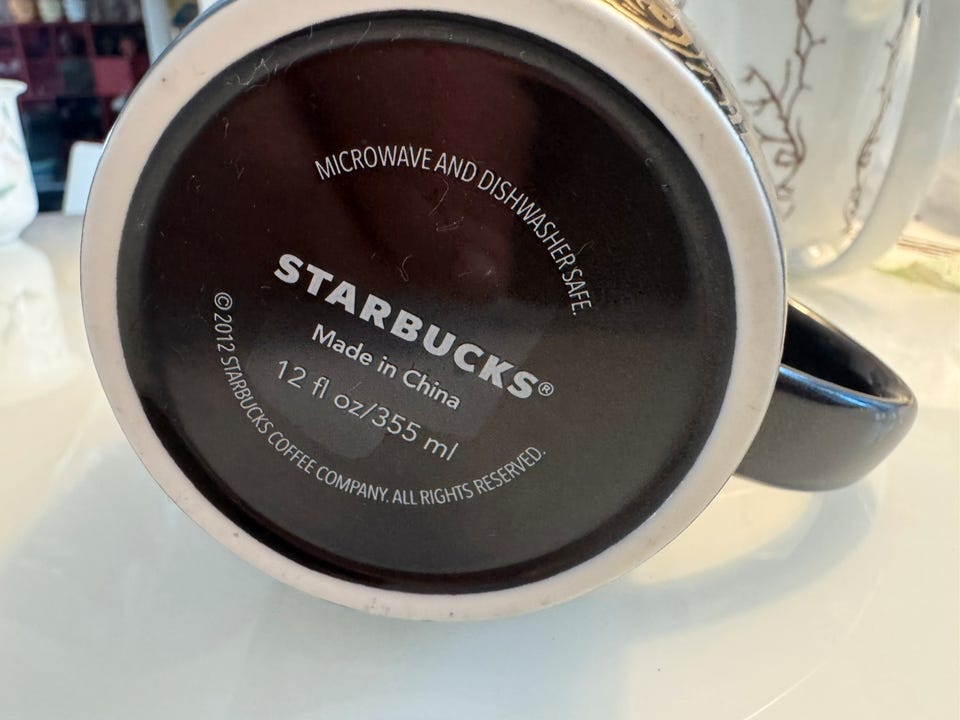 MICROWAVE AND DISHWASHER SAFE.
STARBUCKS®
Made in China
12 fl oz/355 ml
© 2012 STARBUCKS COFFEE COMPANY. ALL RIGHTS RESERVED.